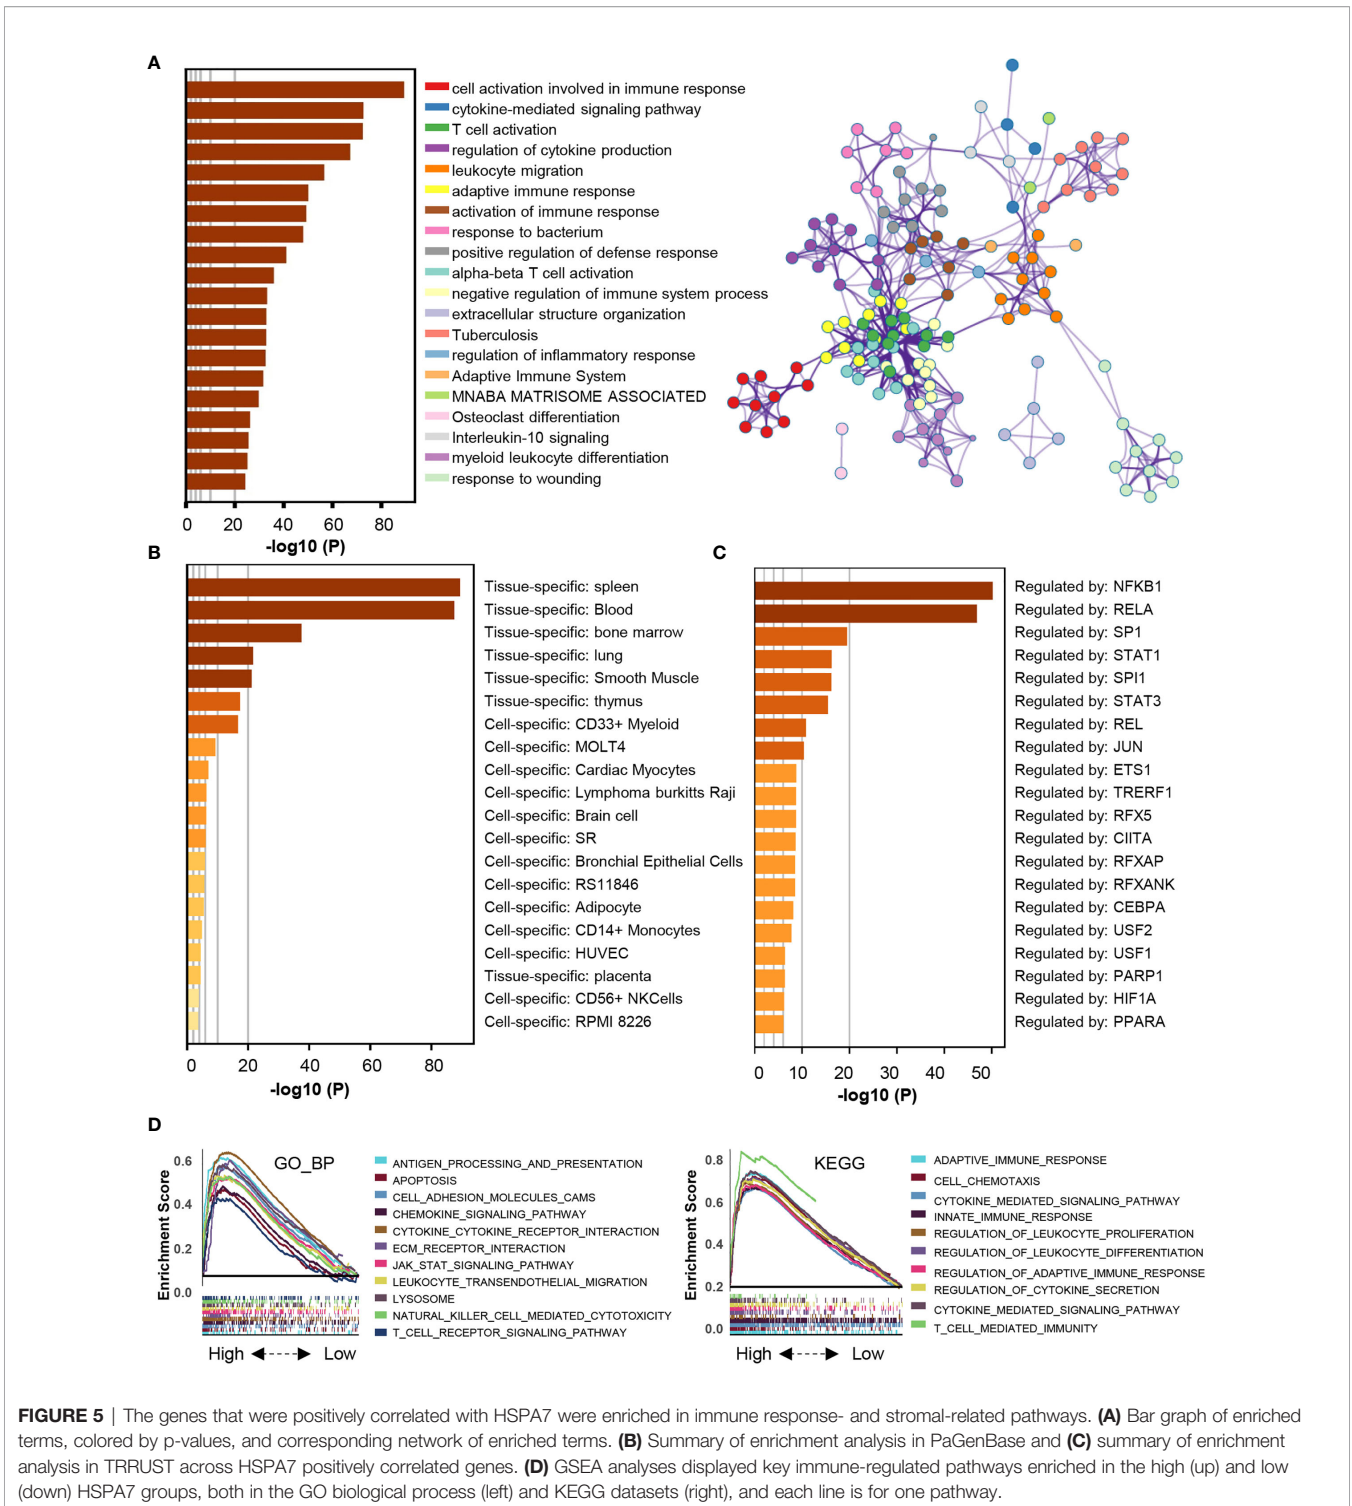 A
cell activation involved in immune response
cytokine-mediated signaling pathway
T cell activation
regulation of cytokine production
leukocyte migration
adaptive immune response
activation of immune response
response to bacterium
positive regulation of defense response
alpha-beta T cell activation
negative regulation of immune system process
extracellular structure organization
Tuberculosis
regulation of inflammatory response
Adaptive Immune System
MNABA MATRISOME ASSOCIATED
Osteoclast differentiation
Interleukin-10 signaling
myeloid leukocyte differentiation
response to wounding
0 20 40 60 80
-log10 (P)
B
Tissue-specific: spleen
Tissue-specific: Blood
Tissue-specific: bone marrow
Tissue-specific: lung
Tissue-specific: Smooth Muscle
Tissue-specific: thymus
Cell-specific: CD33+ Myeloid
Cell-specific: MOLT4
Cell-specific: Cardiac Myocytes
Cell-specific: Lymphoma burkitts Raji
Cell-specific: Brain cell
Cell-specific: SR
Cell-specific: Bronchial Epithelial Cells
Cell-specific: RS11846
Cell-specific: Adipocyte
Cell-specific: CD14+ Monocytes
Cell-specific: HUVEC
Tissue-specific: placenta
Cell-specific: CD56+ NKCells
Cell-specific: RPMI 8226
0 20 40 60 80
-log10 (P)
C
Regulated by: NFKB1
Regulated by: RELA
Regulated by: SP1
Regulated by: STAT1
Regulated by: SPI1
Regulated by: STAT3
Regulated by: REL
Regulated by: JUN
Regulated by: ETS1
Regulated by: TRERF1
Regulated by: RFX5
Regulated by: CIITA
Regulated by: RFXAP
Regulated by: RFXANK
Regulated by: CEBPA
Regulated by: USF2
Regulated by: USF1
Regulated by: PARP1
Regulated by: HIF1A
Regulated by: PPARA
0 10 20 30 40 50
-log10 (P)
D
Enrichment Score
0.6
0.4
0.2
0.0
GO_BP
ANTIGEN_PROCESSING_AND_PRESENTATION
APOPTOSIS
CELL_ADHESION_MOLECULES_CAMS
CHEMOKINE_SIGNALING_PATHWAY
CYTOKINE_CYTOKINE_RECEPTOR_INTERACTION
ECM_RECEPTOR_INTERACTION
JAK_STAT_SIGNALING_PATHWAY
LEUKOCYTE_TRANSENDOTHELIAL_MIGRATION
LYSOSOME
NATURAL_KILLER_CELL_MEDIATED_CYTOTOXICITY
T_CELL_RECEPTOR_SIGNALING_PATHWAY
High Low
Enrichment Score
0.8
0.6
0.4
0.2
0.0
KEGG
ADAPTIVE_IMMUNE_RESPONSE
CELL_CHEMOTAXIS
CYTOKINE_MEDIATED_SIGNALING_PATHWAY
INNATE_IMMUNE_RESPONSE
REGULATION_OF_LEUKOCYTE_PROLIFERATION
REGULATION_OF_LEUKOCYTE_DIFFERENTIATION
REGULATION_OF_ADAPTIVE_IMMUNE_RESPONSE
REGULATION_OF_CYTOKINE_SECRETION
CYTOKINE_MEDIATED_SIGNALING_PATHWAY
T_CELL_MEDIATED_IMMUNITY
High Low
FIGURE 5 | The genes that were positively correlated with HSPA7 were enriched in immune response- and stromal-related pathways. (A) Bar graph of enriched
terms, colored by p-values, and corresponding network of enriched terms. (B) Summary of enrichment analysis in PaGenBase and (C) summary of enrichment
analysis in TRRUST across HSPA7 positively correlated genes. (D) GSEA analyses displayed key immune-regulated pathways enriched in the high (up) and low
(down) HSPA7 groups, both in the GO biological process (left) and KEGG datasets (right), and each line is for one pathway.